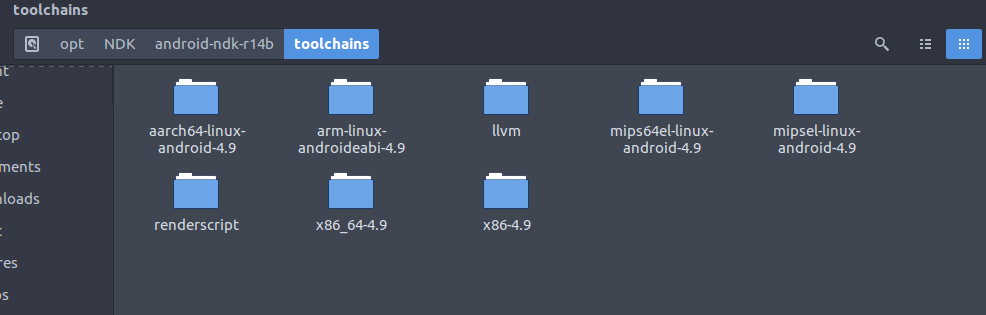 toolchains
opt NDK android-ndk-r14b toolchains
top
ments
nloads
res
aarch64-linux-
android-4.9
arm-linux-
androideabi-4.9
llvm
mips64el-linux-
android-4.9
mipsel-linux-
android-4.9
renderscript
x86_64-4.9
x86-4.9